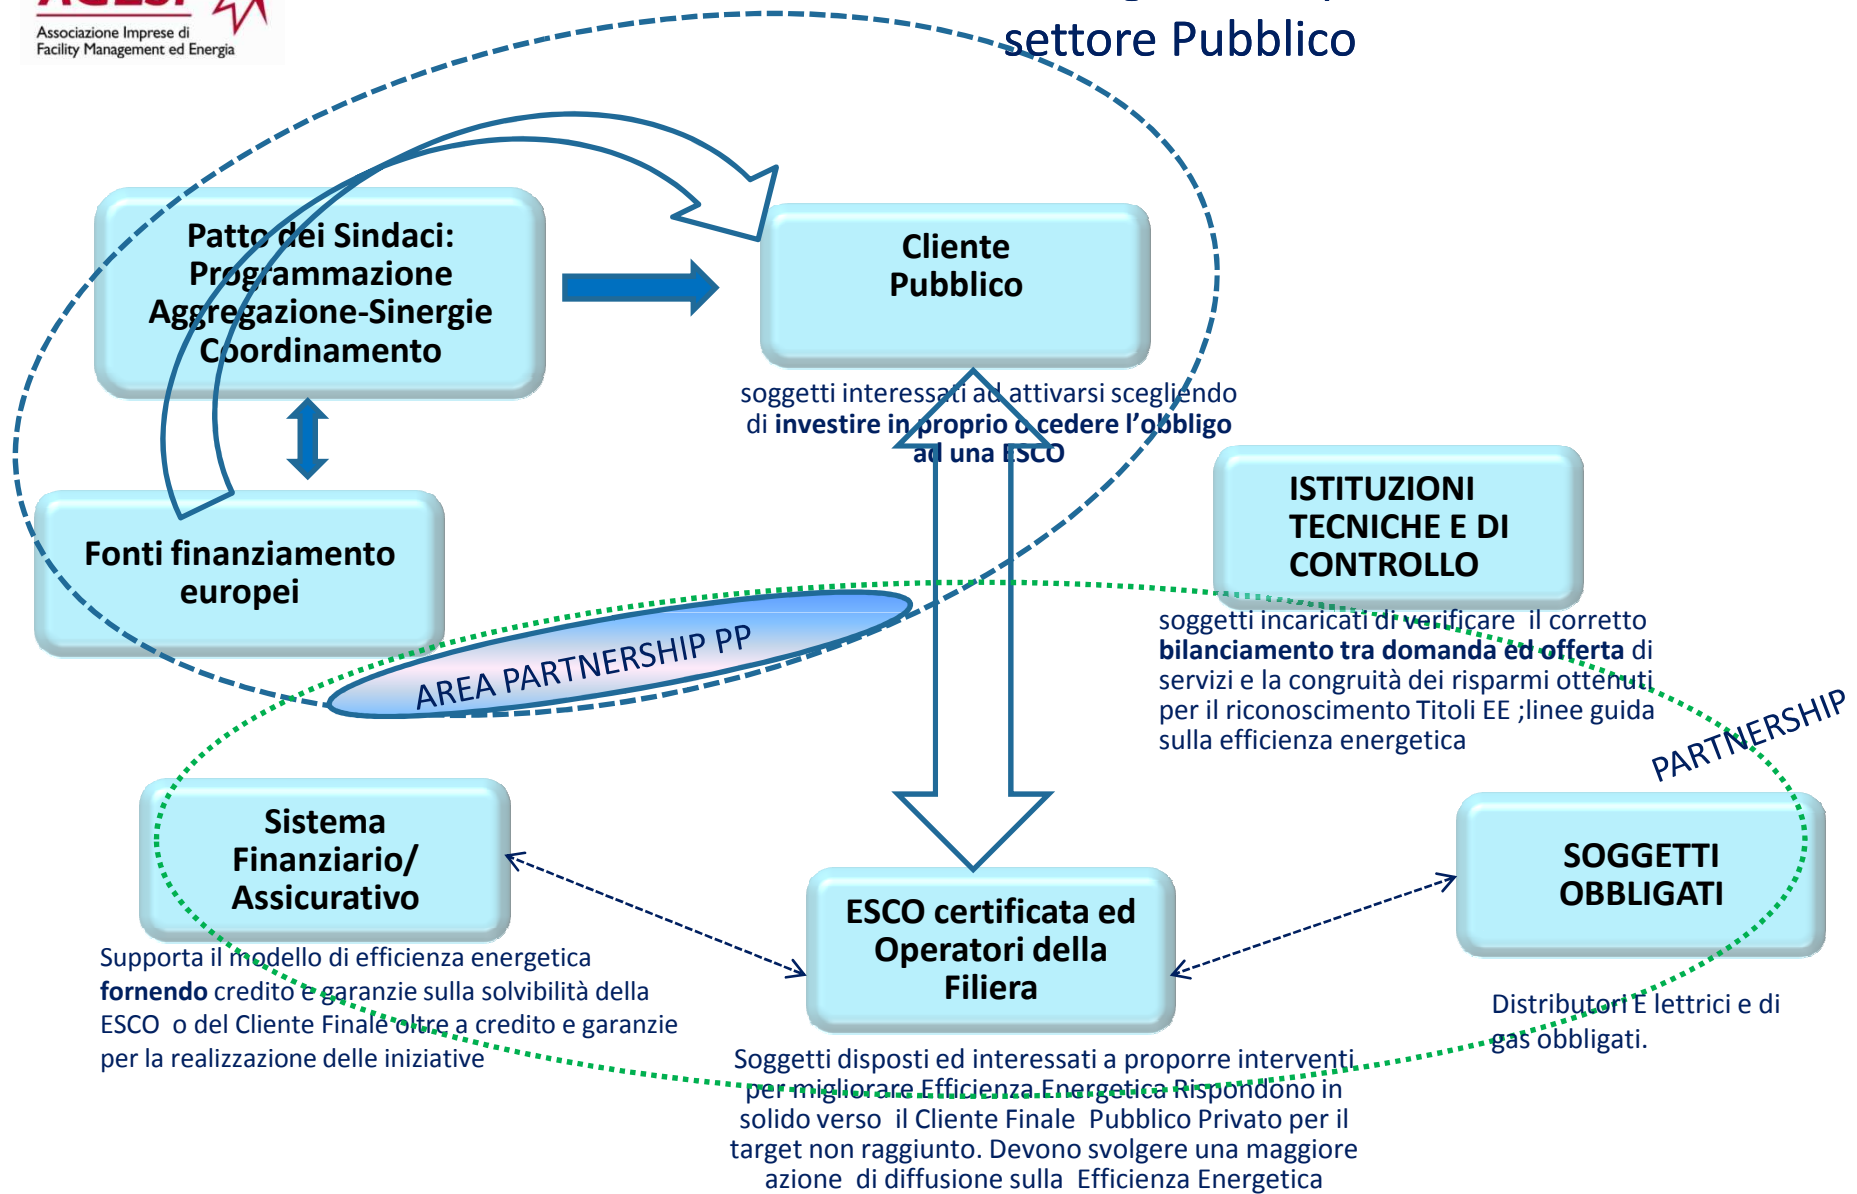 Associazione Imprese di
Facility Management ed Energia
settore Pubblico
Patto dei Sindaci:
Programmazione
Aggregazione-Sinergie
Coordinamento
Cliente
Pubblico
soggetti interessati ad attivarsi scegliendo
di investire in proprio o cedere l'obbligo
ad una ESCO
Fonti finanziamento
europei
ISTITUZIONI
TECNICHE E DI
CONTROLLO
soggetti incaricati di verificare il corretto
bilanciamento tra domanda ed offerta di
servizi e la congruità dei risparmi ottenuti
per il riconoscimento Titoli EE ;linee guida
sulla efficienza energetica
AREA PARTNERSHIP PP
PARTNERSHIP
Sistema
Finanziario/
Assicurativo
Supporta il modello di efficienza energetica
fornendo credito e garanzie sulla solvibilità della
ESCO o del Cliente Finale oltre a credito e garanzie
per la realizzazione delle iniziative
ESCO certificata ed
Operatori della
Filiera
Soggetti disposti ed interessati a proporre interventi
per migliorare Efficienza Energetica Rispondono in
solido verso il Cliente Finale Pubblico Privato per il
target non raggiunto. Devono svolgere una maggiore
azione di diffusione sulla Efficienza Energetica
SOGGETTI
OBBLIGATI
Distributori E lettrici e di
gas obbligati.